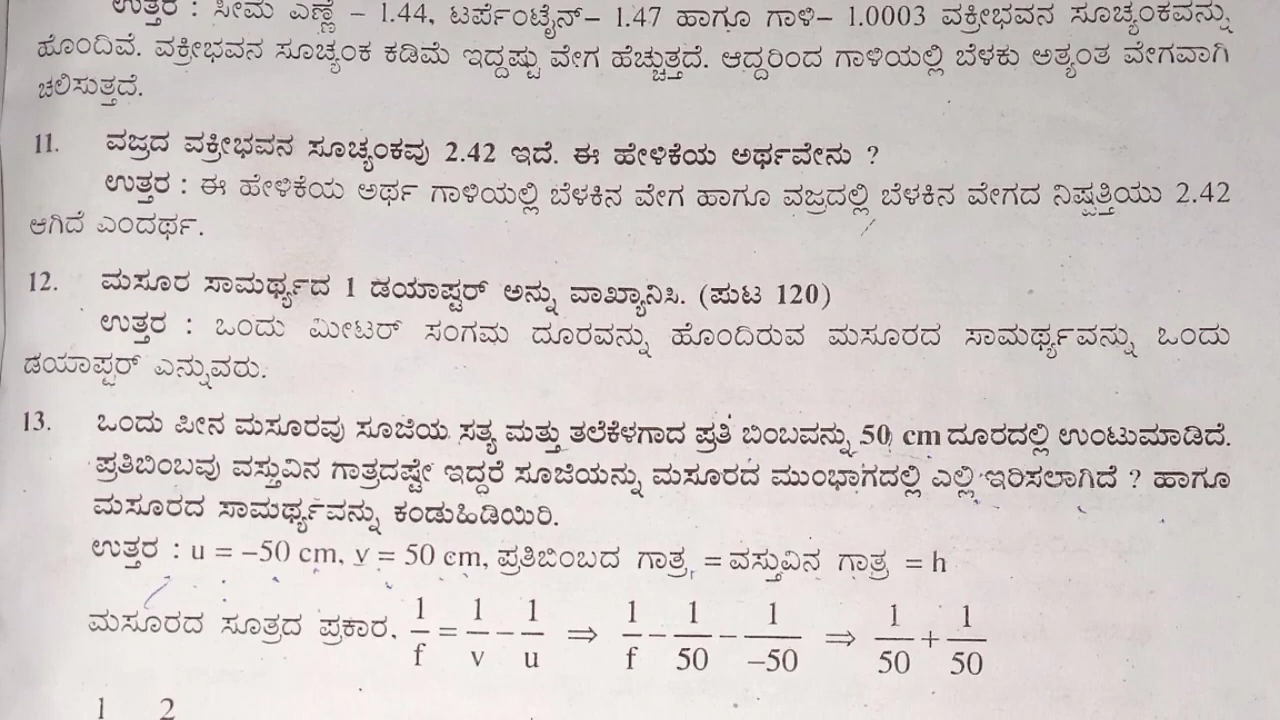 ಉತ್ತರ : ಸೀಮೆ ಎಣ್ಣೆ – 1.44, ಟರ್ಪೆಂಟೈನ್– 1.47 ಹಾಗೂ ಗಾಳಿ– 1.0003 ವಕ್ರೀಭವನ ಸೂಚ್ಯಂಕವನ್ನು
ಹೊಂದಿವೆ. ವಕ್ರೀಭವನ ಸೂಚ್ಯಂಕ ಕಡಿಮೆ ಇದ್ದಷ್ಟು ವೇಗ ಹೆಚ್ಚುತ್ತದೆ. ಆದ್ದರಿಂದ ಗಾಳಿಯಲ್ಲಿ ಬೆಳಕು ಅತ್ಯಂತ ವೇಗವಾಗಿ
ಚಲಿಸುತ್ತದೆ.
11. ವಜ್ರದ ವಕ್ರೀಭವನ ಸೂಚ್ಯಂಕವು 2.42 ಇದೆ. ಈ ಹೇಳಿಕೆಯ ಅರ್ಥವೇನು ?
ಉತ್ತರ : ಈ ಹೇಳಿಕೆಯ ಅರ್ಥ ಗಾಳಿಯಲ್ಲಿ ಬೆಳಕಿನ ವೇಗ ಹಾಗೂ ವಜ್ರದಲ್ಲಿ ಬೆಳಕಿನ ವೇಗದ ನಿಷ್ಪತ್ತಿಯು 2.42
ಆಗಿದೆ ಎಂದರ್ಥ.
12. ಮಸೂರ ಸಾಮರ್ಥ್ಯದ 1 ಡಯಾಪ್ಟರ್ ಅನ್ನು ವಾಖ್ಯಾನಿಸಿ. (ಪುಟ 120)
ಉತ್ತರ : ಒಂದು ಮೀಟರ್ ಸಂಗಮ ದೂರವನ್ನು ಹೊಂದಿರುವ ಮಸೂರದ ಸಾಮರ್ಥ್ಯವನ್ನು ಒಂದು
ಡಯಾಪ್ಟರ್ ಎನ್ನುವರು.
13. ಒಂದು ಪೀನ ಮಸೂರವು ಸೂಜಿಯ ಸತ್ಯ ಮತ್ತು ತಲೆಕೆಳಗಾದ ಪ್ರತಿ ಬಿಂಬವನ್ನು 50 cm ದೂರದಲ್ಲಿ ಉಂಟುಮಾಡಿದೆ.
ಪ್ರತಿಬಿಂಬವು ವಸ್ತುವಿನ ಗಾತ್ರದಷ್ಟೇ ಇದ್ದರೆ ಸೂಜಿಯನ್ನು ಮಸೂರದ ಮುಂಭಾಗದಲ್ಲಿ ಎಲ್ಲಿ ಇರಿಸಲಾಗಿದೆ ? ಹಾಗೂ
ಮಸೂರದ ಸಾಮರ್ಥ್ಯವನ್ನು ಕಂಡುಹಿಡಿಯಿರಿ.
ಉತ್ತರ : u = –50 cm, v = 50 cm, ಪ್ರತಿಬಿಂಬದ ಗಾತ್ರ = ವಸ್ತುವಿನ ಗಾತ್ರ = h
ಮಸೂರದ ಸೂತ್ರದ ಪ್ರಕಾರ, 1/f = 1/v – 1/u ⇒ 1/f – 1/50 – 1/–50 ⇒ 1/50 + 1/50
1 2